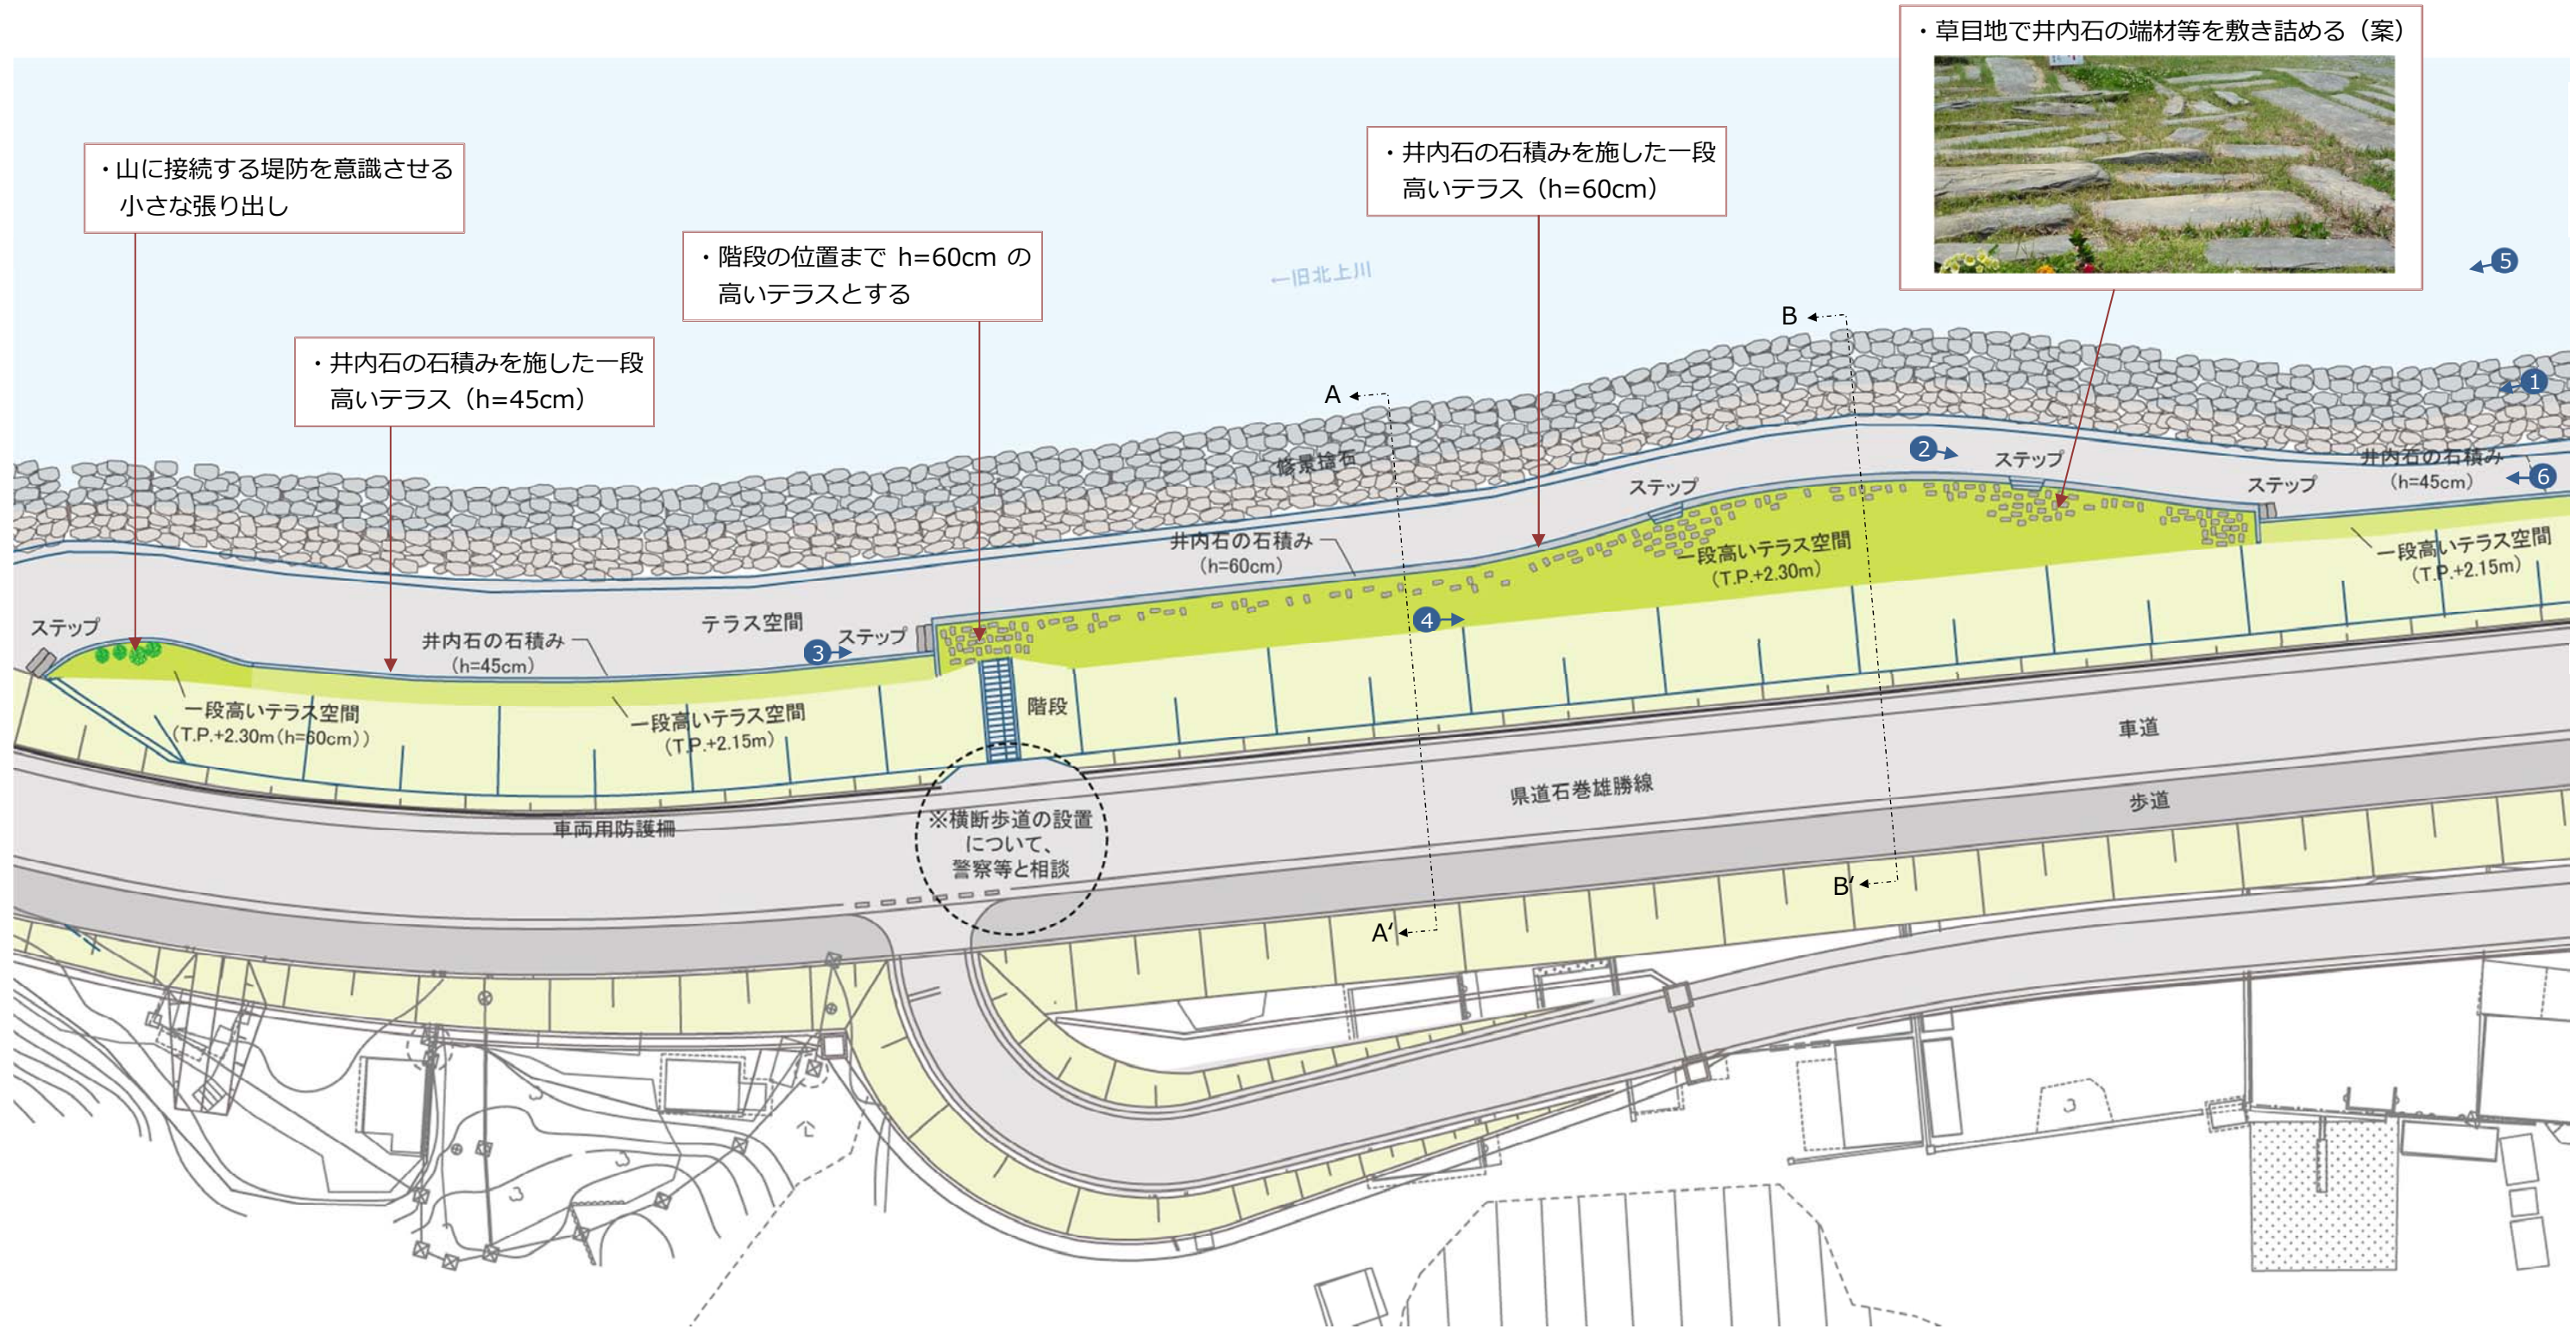 ・草目地で井内石の端材等を敷き詰める（案）
・井内石の石積みを施した一段
高いテラス（h=60cm）
・山に接続する堤防を意識させる
小さな張り出し
・階段の位置まで h=60cm の
高いテラスとする
・井内石の石積みを施した一段
高いテラス（h=45cm）
←旧北上川
5
B
A
1
2
修景捨石
ステップ
井内石の石積み
(h=45cm)
6
ステップ
ステップ
井内石の石積み
(h=60cm)
一段高いテラス空間
(T.P.+2.30m)
一段高いテラス空間
(T.P.+2.15m)
4
ステップ
テラス空間
ステップ
3
井内石の石積み
(h=45cm)
一段高いテラス空間
(T.P.+2.30m(h=60cm))
一段高いテラス空間
(T.P.+2.15m)
階段
車道
県道石巻雄勝線
歩道
車両用防護柵
※横断歩道の設置
について、
警察等と相談
B‘
A‘